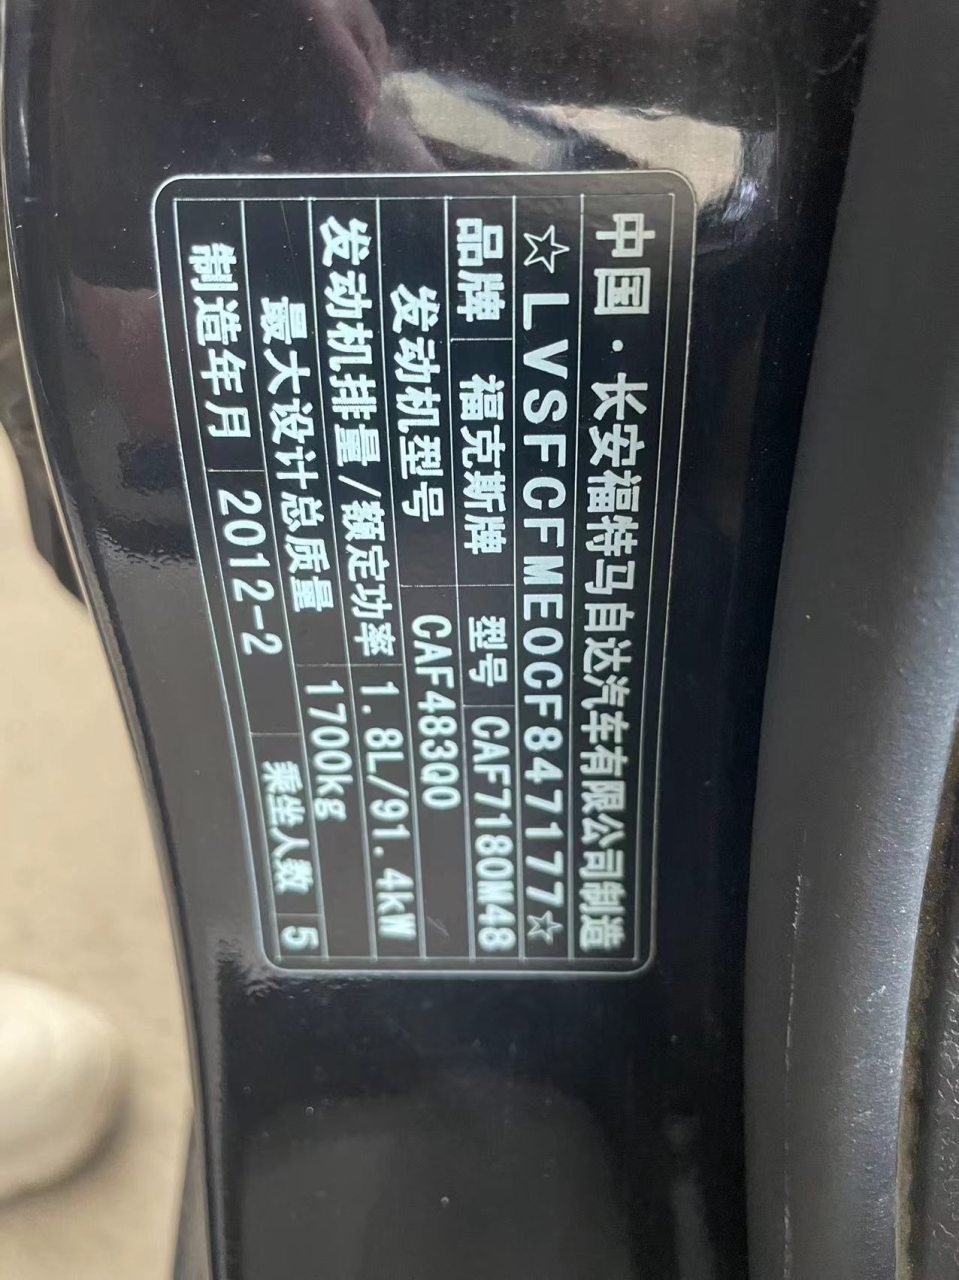 中国·长安福特马自达汽车有限公司制造
☆LVSFCFME0CF847177☆
品牌 福克斯牌 型号 CAF7180M48
发动机型号 CAF483Q0
发动机排量/额定功率 1.8L/91.4kW
最大设计总质量 1700kg
制造年月 2012-2 乘坐人数 5